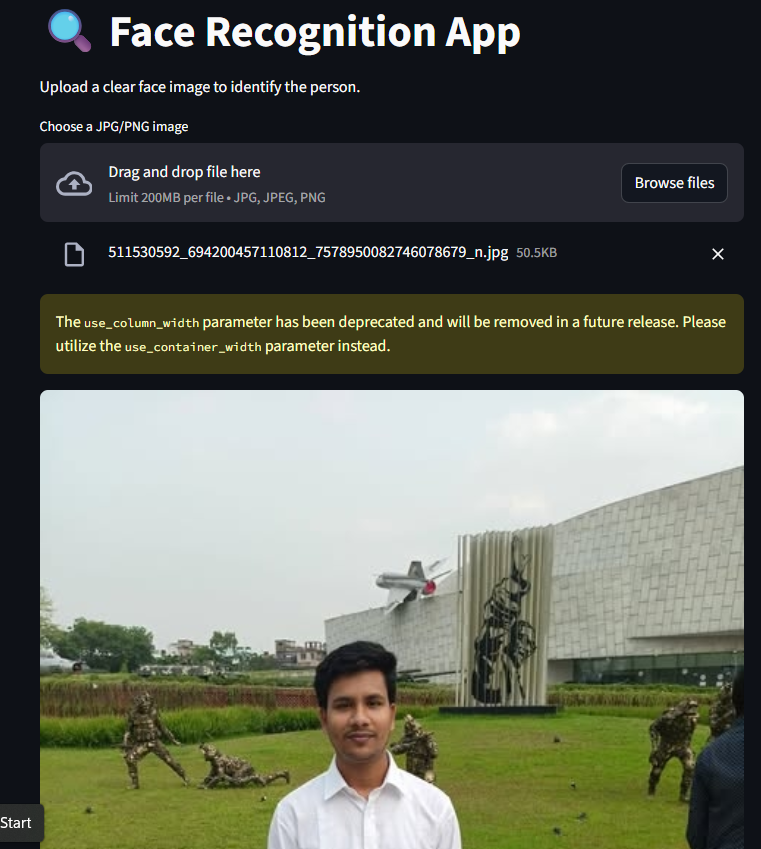 Face Recognition App
Upload a clear face image to identify the person.
Choose a JPG/PNG image
Drag and drop file here
Limit 200MB per file • JPG, JPEG, PNG
Browse files
511530592_694200457110812_7578950082746078679_n.jpg 50.5KB
The use_column_width parameter has been deprecated and will be removed in a future release. Please
utilize the use_container_width parameter instead.
Start